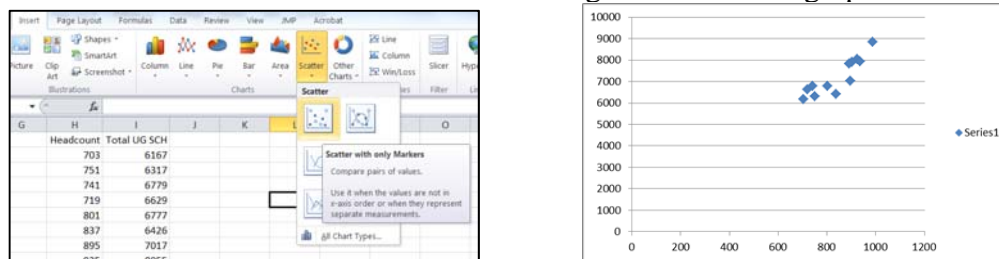 Insert Page Layout Formulas Data Review View JMP Acrobat
Picture Clip Art Shapes SmartArt Screenshot Column Line Pie Bar Area Scatter Other Charts Line Column Win/Loss Slicer
Illustrations Charts Filter
Scatter
fx
G H I J K L O
Headcount Total UG SCH
703 6167
751 6317
741 6779
719 6629
801 6777
837 6426
895 7017
Scatter with only Markers
Compare pairs of values.
Use it when the values are not in
x-axis order or when they represent
separate measurements.
All Chart Types...
10000
9000
8000
7000
6000
5000
4000
3000
2000
1000
0
0 200 400 600 800 1000 1200
Series1